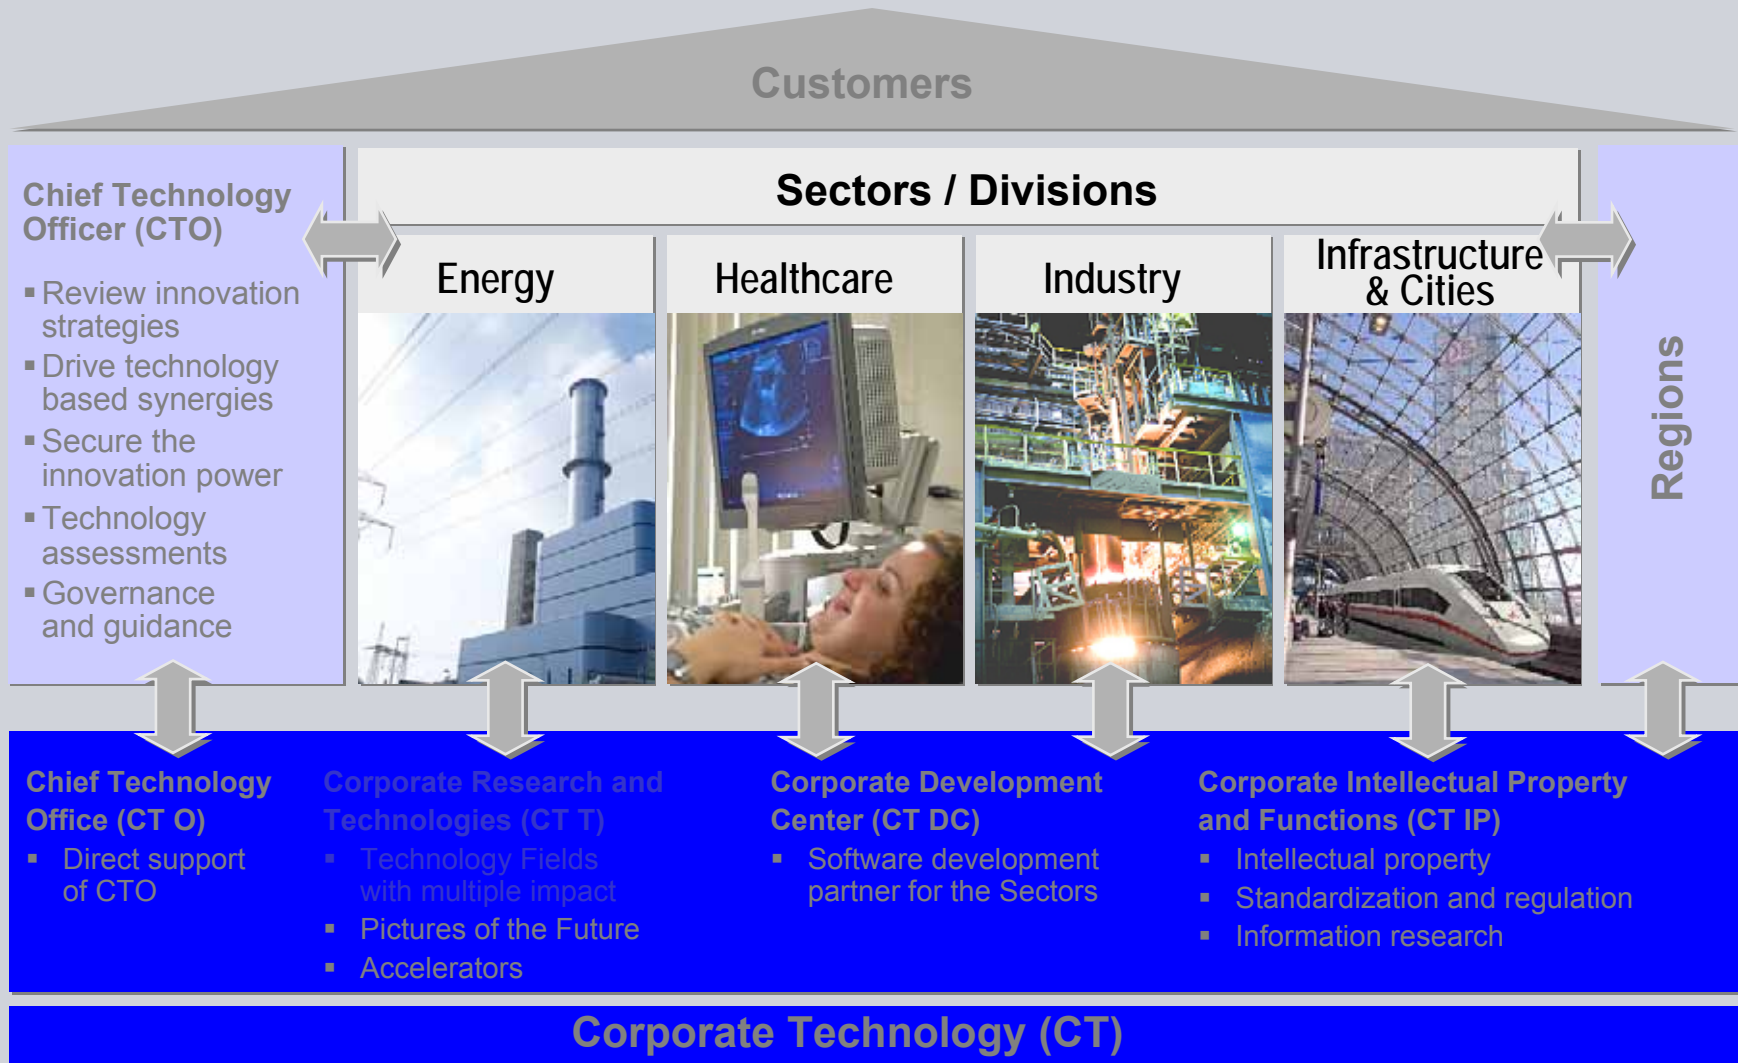 Customers
Chief Technology
Officer (CTO)
▪ Review innovation
strategies
▪ Drive technology
based synergies
▪ Secure the
innovation power
▪ Technology
assessments
▪ Governance
and guidance
Sectors / Divisions
Energy
Healthcare
Industry
Infrastructure
& Cities
Regions
Chief Technology
Office (CT O)
▪ Direct support
of CTO
Corporate Research and
Technologies (CT T)
▪ Technology Fields
with multiple impact
▪ Pictures of the Future
▪ Accelerators
Corporate Development
Center (CT DC)
▪ Software development
partner for the Sectors
Corporate Intellectual Property
and Functions (CT IP)
▪ Intellectual property
▪ Standardization and regulation
▪ Information research
Corporate Technology (CT)